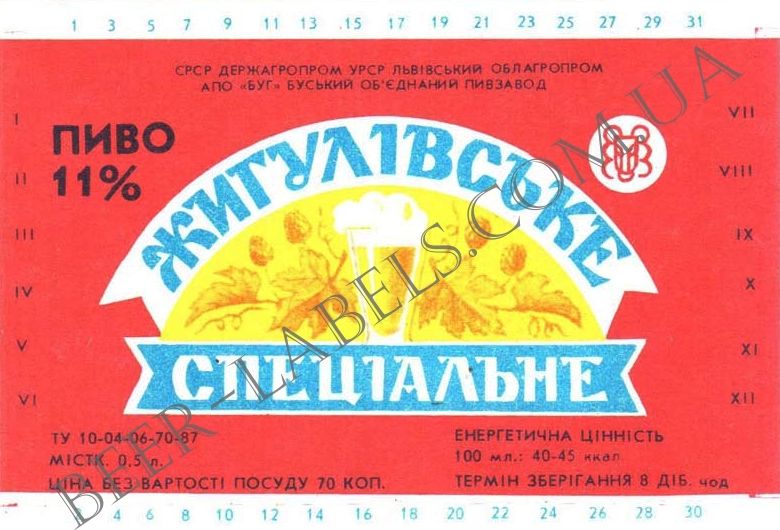 1 3 5 7 9 11 13 15 17 19 21 23 25 27 29 31
СРСР ДЕРЖАГРОПРОМ УРСР ЛЬВІВСЬКИЙ ОБЛАГРОПРОМ
АПО «БУГ» БУСЬКИЙ ОБ'ЄДНАНИЙ ПИВЗАВОД
ПИВО
11%
ЖИГУЛІВСЬКЕ
СПЕЦІАЛЬНЕ
I
II
III
IV
V
VI
VII
VIII
IX
X
XI
XII
ТУ 10-04-06-70-87
МІСТК. 0,5 л.
ЦІНА БЕЗ ВАРТОСТІ ПОСУДУ 70 КОП.
ЕНЕРГЕТИЧНА ЦІННІСТЬ
100 мл.: 40-45 ккал
ТЕРМІН ЗБЕРІГАННЯ 8 ДІБ. чод
2 4 6 8 10 12 14 16 18 20 22 24 26 28 30
BEER-LABELS.COM.UA